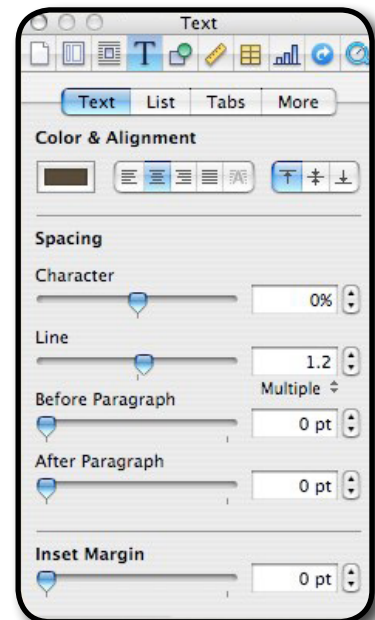 Text
T
Text List Tabs More
Color & Alignment
A
Spacing
Character
0%
Line
1.2
Multiple
Before Paragraph
0 pt
After Paragraph
0 pt
Inset Margin
0 pt